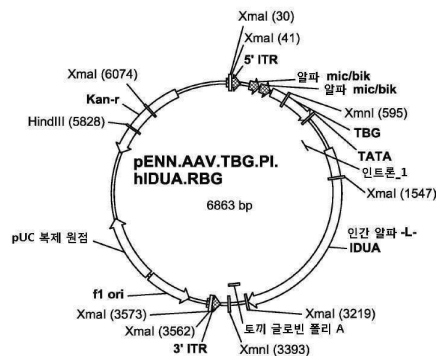 XmaI (30)
XmaI (41)
5' ITR
알파 mic/bik
알파 mic/bik
XmnI (595)
TBG
TATA
인트론_1
XmaI (1547)
인간 알파 -L-
IDUA
XmaI (3219)
토끼 글로빈 폴리 A
XmnI (3393)
3' ITR
XmaI (3562)
XmaI (3573)
f1 ori
pUC 복제 원점
HindIII (5828)
Kan-r
XmaI (6074)
pENN.AAV.TBG.PI.
hIDUA.RBG
6863 bp